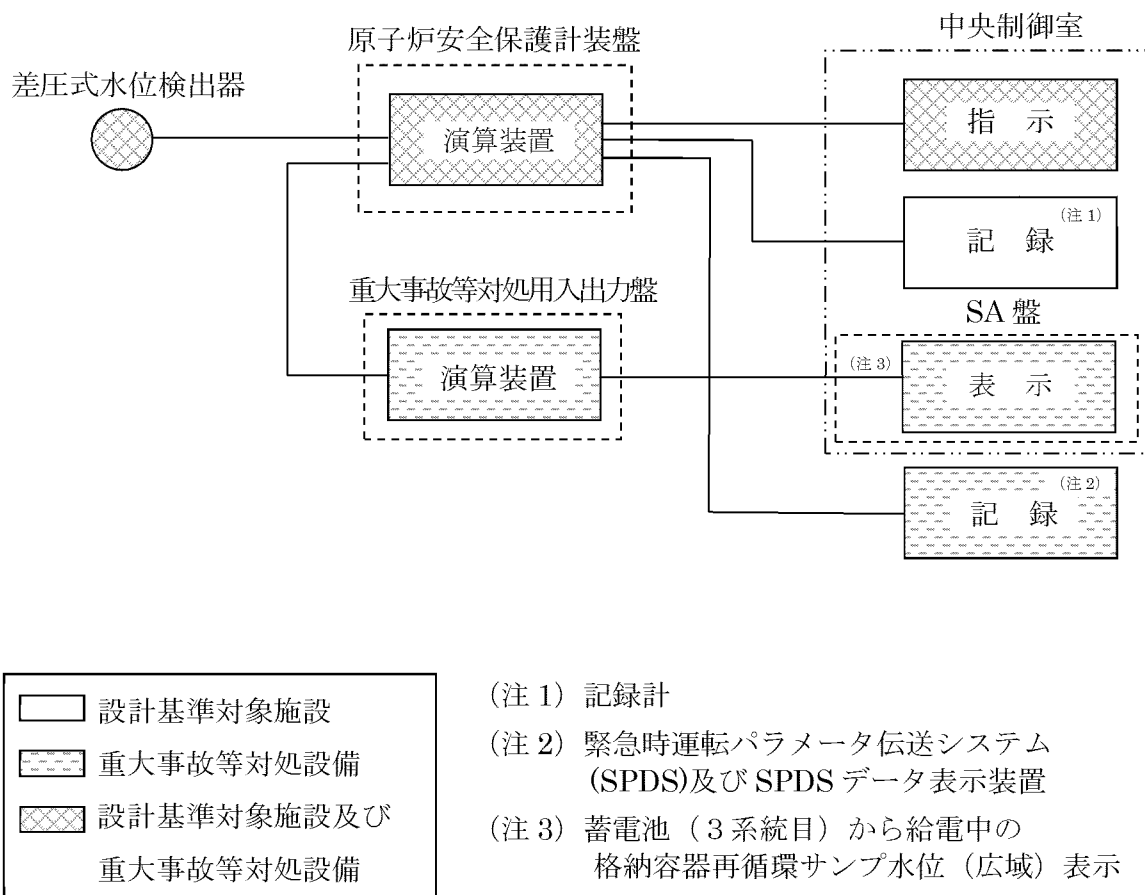 中央制御室
原子炉安全保護計装盤
差圧式水位検出器
演算装置
指 示
(注 1)
記 録
重大事故等対処用入出力盤
SA 盤
演算装置
(注 3)
表 示
(注 2)
記 録
設計基準対象施設
重大事故等対処設備
設計基準対象施設及び
重大事故等対処設備
(注 1) 記録計
(注 2) 緊急時運転パラメータ伝送システム
(SPDS)及び SPDS データ表示装置
(注 3) 蓄電池（３系統目）から給電中の
格納容器再循環サンプ水位（広域）表示